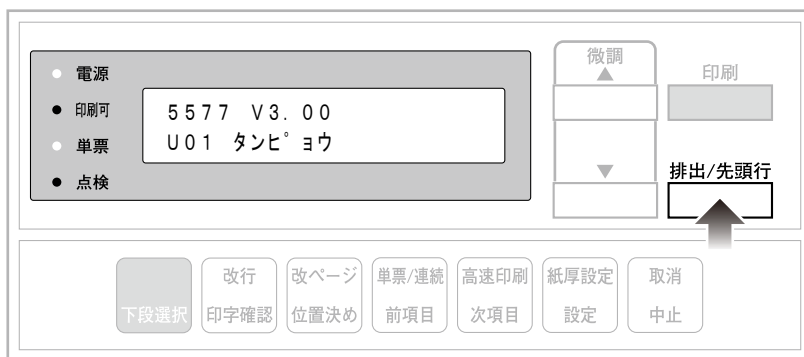 電源
印刷可
単票
点検
5577 V3.00
U01 タンピョウ
微調
▲
▼
印刷
排出/先頭行
下段選択
改行
印字確認
改ページ
位置決め
単票/連続
前項目
高速印刷
次項目
紙厚設定
設定
取消
中止